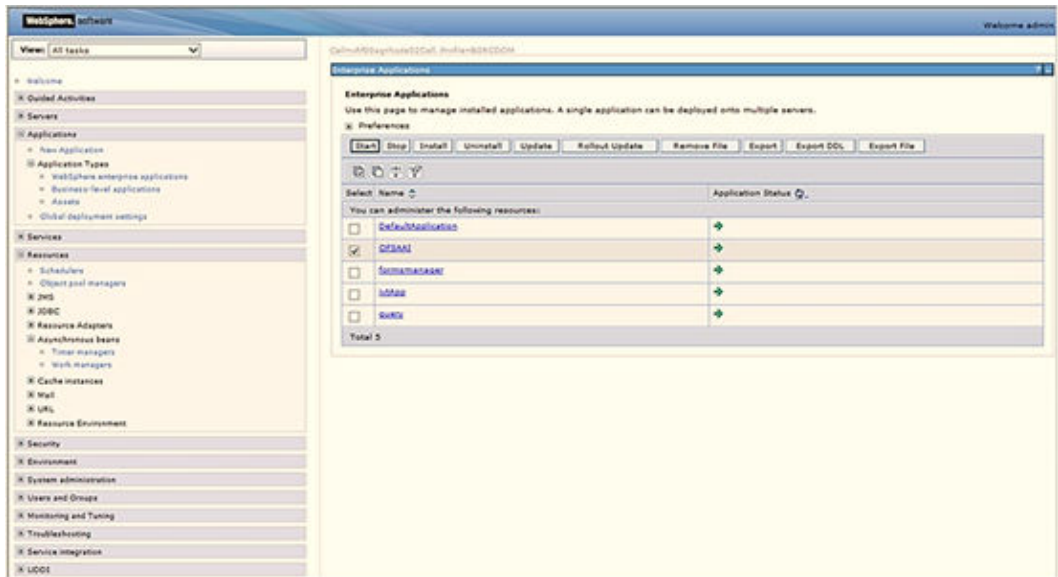 WebSphere. software
Welcome admin
View: All tasks
Welcome
Guided Activities
Servers
Applications
New Application
Application Types
WebSphere enterprise applications
Business-level applications
Assets
Global deployment settings
Services
Resources
Schedulers
Object pool managers
JMS
JDBC
Resource Adapters
Asynchronous beans
Timer managers
Work managers
Cache instances
Mail
URL
Resource Environment
Security
Environment
System administration
Users and Groups
Monitoring and Tuning
Troubleshooting
Service integration
UDDI
Enterprise Applications
Enterprise Applications
Use this page to manage installed applications. A single application can be deployed onto multiple servers.
Preferences
Start Stop Install Uninstall Update Rollout Update Remove File Export Export DDL Export File
Select Name Application Status
You can administer the following resources:
DefaultApplication
OFSAAI
formsmanager
ivtApp
query
Total 5